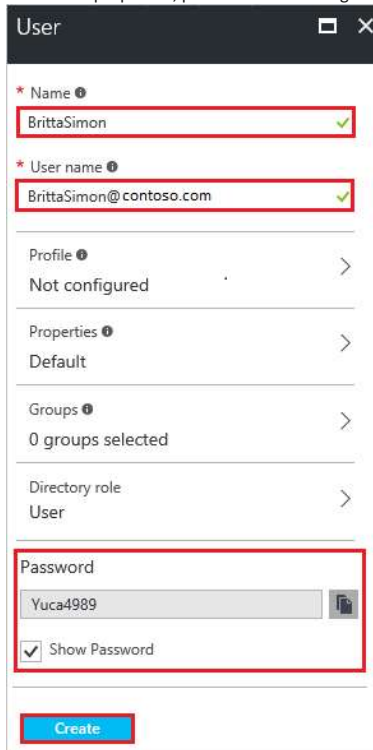 User
* Name
BrittaSimon
* User name
BrittaSimon@contoso.com
Profile
Not configured
Properties
Default
Groups
0 groups selected
Directory role
User
Password
Yuca4989
Show Password
Create